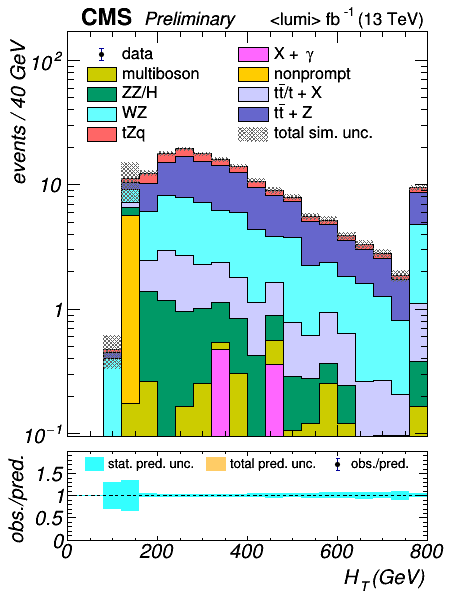 CMS Preliminary <lumi> fb⁻¹ (13 TeV)
events / 40 GeV
10²
10
1
10⁻¹
data
X + γ
multiboson
nonprompt
ZZ/H
tt̄/t + X
WZ
tt̄ + Z
tZq
total sim. unc.
obs./pred.
1.5
1
0.5
0
stat. pred. unc.
total pred. unc.
obs./pred.
0 200 400 600 800
H_T (GeV)